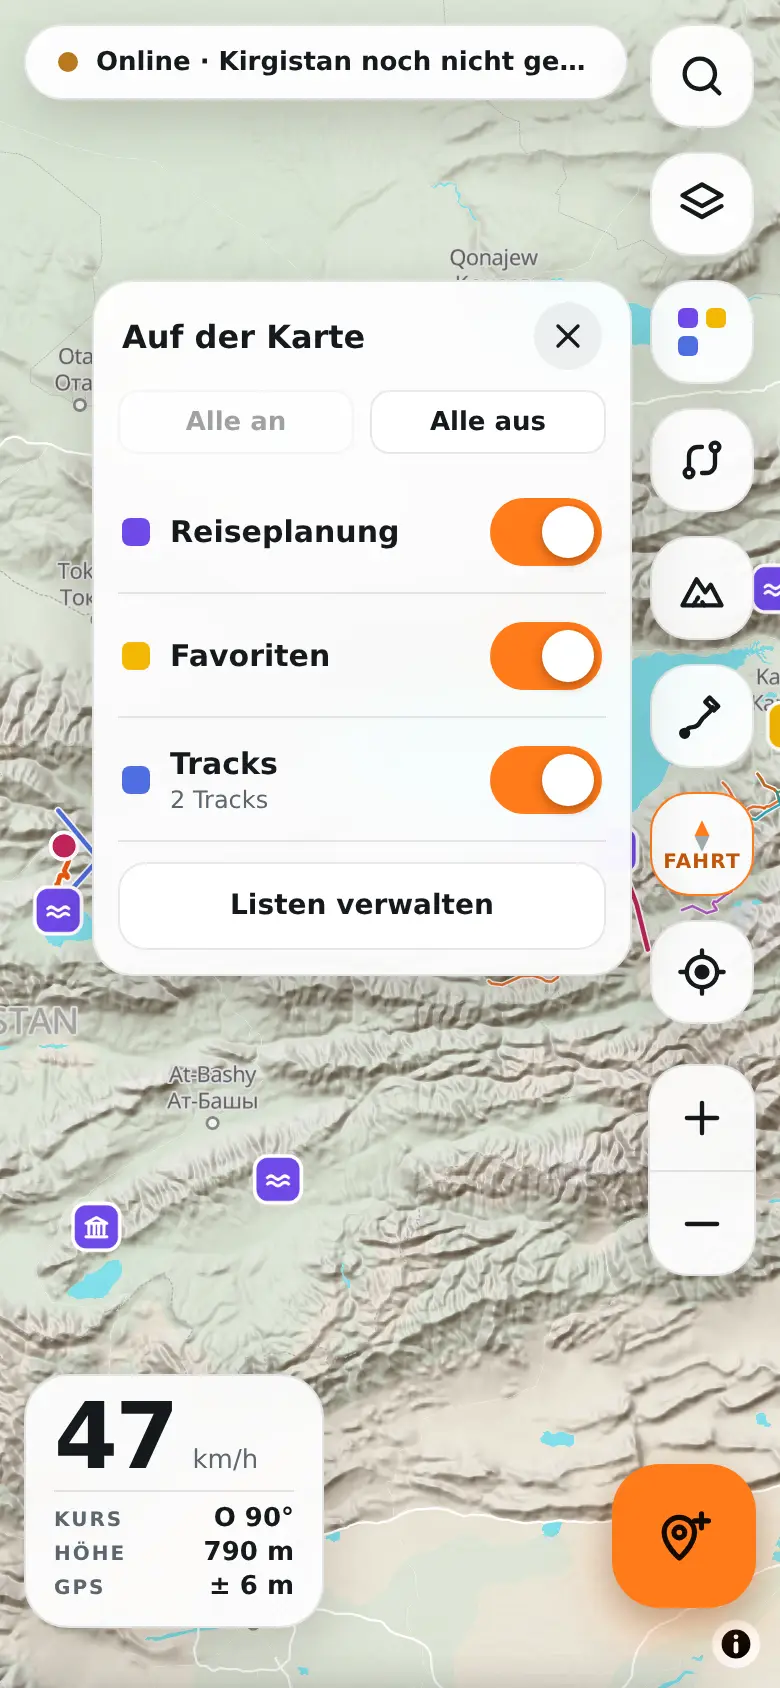 Online · Kirgistan noch nicht ge…
Qonajew
Auf der Karte
Alle an
Alle aus
Reiseplanung
Favoriten
Tracks
2 Tracks
Listen verwalten
FAHRT
STAN
At-Bashy
Ат-Башы
47 km/h
KURS O 90°
HÖHE 790 m
GPS ± 6 m